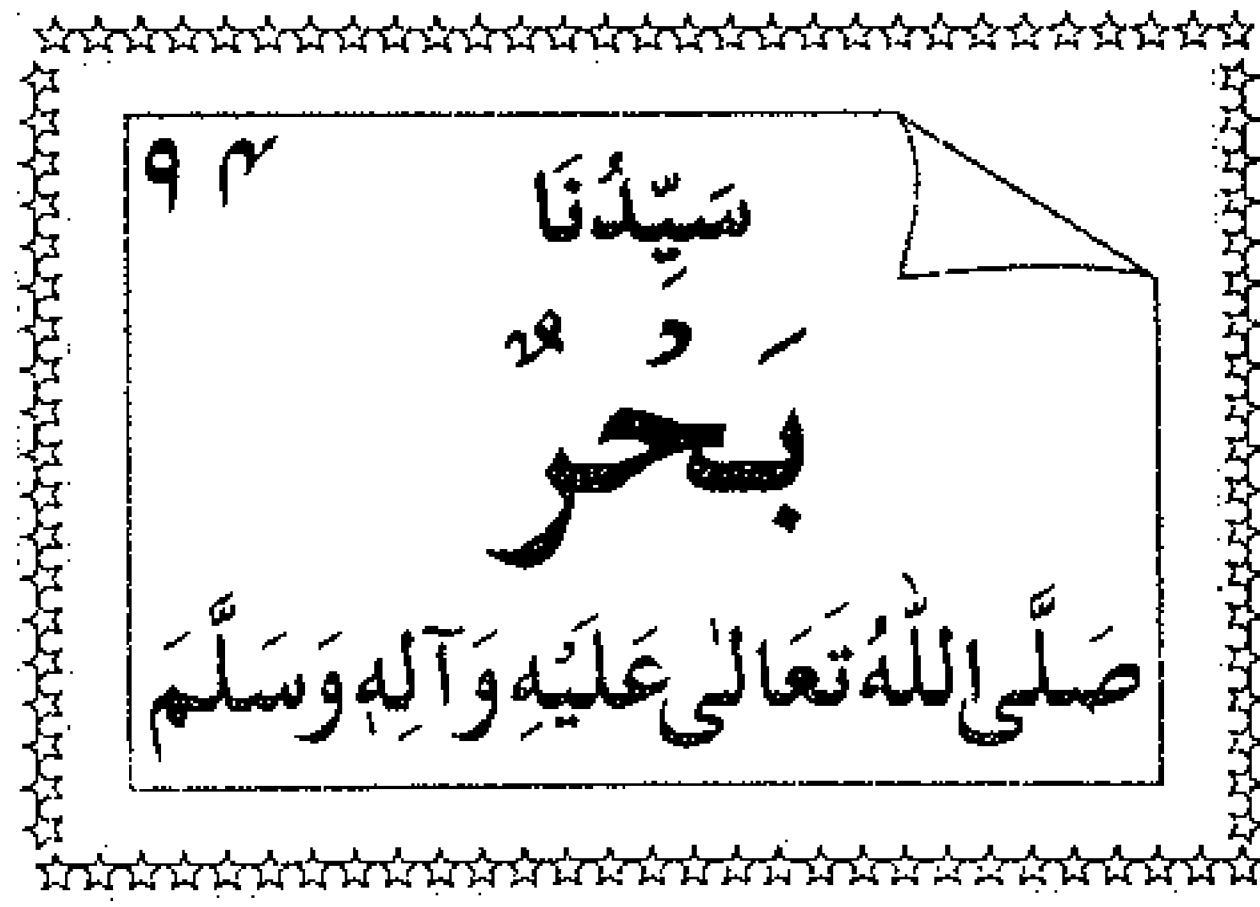 ۹۴
سَيِّدُنَا
بَحْرٌ
صَلَّى اللّٰهُ تَعَالٰى عَلَيْهِ وَآلِهٖ وَسَلَّمَ